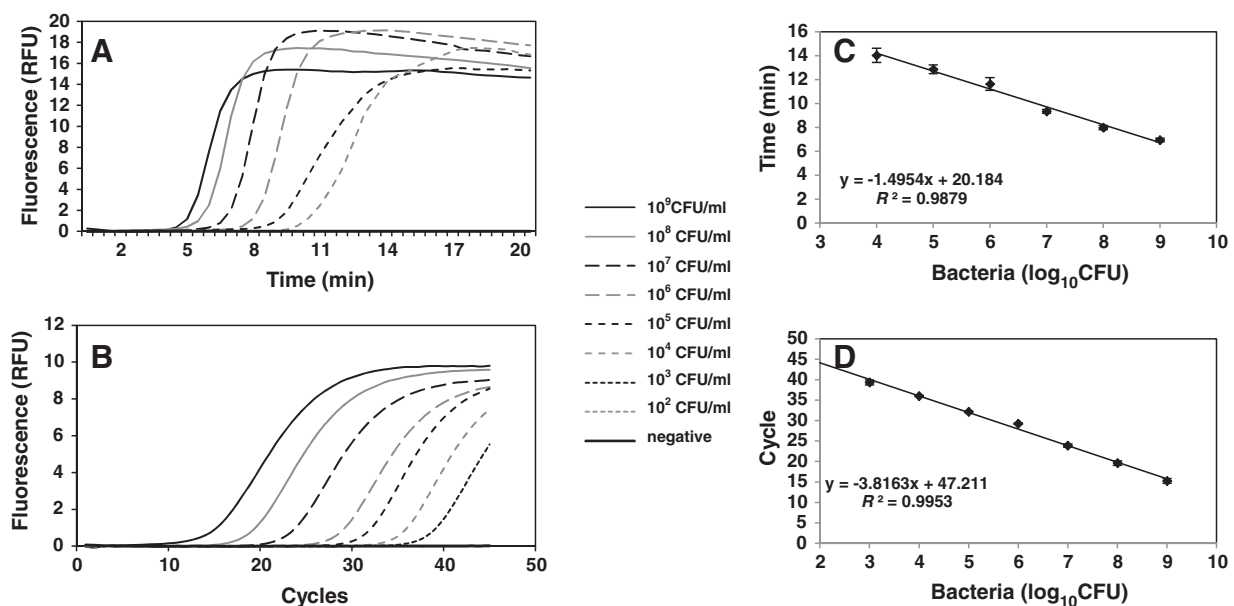 A
Fluorescence (RFU)
20
18
16
14
12
10
8
6
4
2
0
2 5 8 11 14 17 20
Time (min)
B
Fluorescence (RFU)
12
10
8
6
4
2
0
0 10 20 30 40 50
Cycles
10⁹CFU/ml
10⁸ CFU/ml
10⁷ CFU/ml
10⁶ CFU/ml
10⁵ CFU/ml
10⁴ CFU/ml
10³ CFU/ml
10² CFU/ml
negative
C
Time (min)
16
14
12
10
8
6
4
2
0
y = -1.4954x + 20.184
R² = 0.9879
3 4 5 6 7 8 9 10
Bacteria (log₁₀CFU)
D
Cycle
50
45
40
35
30
25
20
15
10
5
0
y = -3.8163x + 47.211
R² = 0.9953
2 3 4 5 6 7 8 9 10
Bacteria (log₁₀CFU)